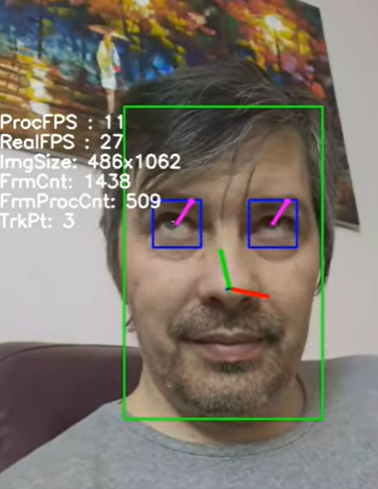 ProcFPS : 11
RealFPS : 27
ImgSize: 486x1062
FrmCnt: 1438
FrmProcCnt: 509
TrkPt: 3